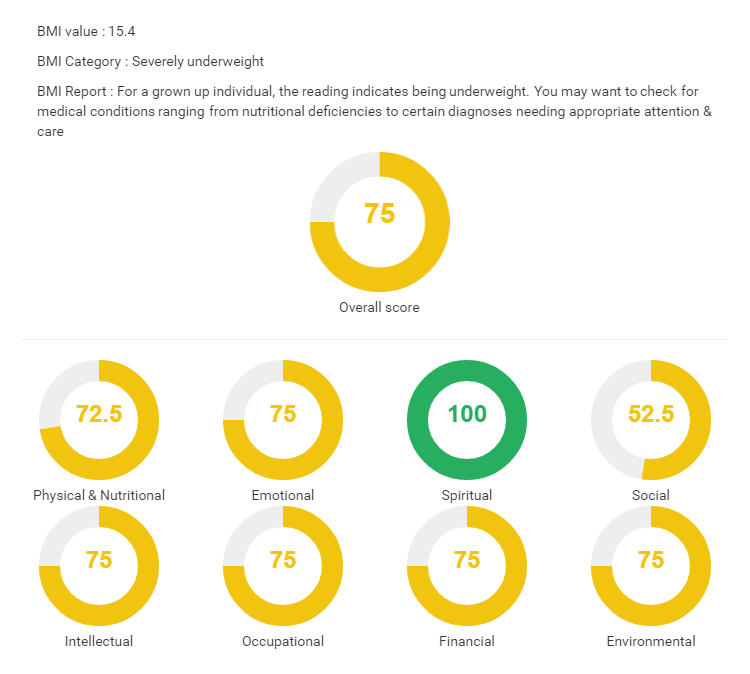 BMI value : 15.4
BMI Category : Severely underweight
BMI Report : For a grown up individual, the reading indicates being underweight. You may want to check for
medical conditions ranging from nutritional deficiencies to certain diagnoses needing appropriate attention &
care
75
Overall score
72.5
75
100
52.5
Physical & Nutritional
Emotional
Spiritual
Social
75
75
75
75
Intellectual
Occupational
Financial
Environmental